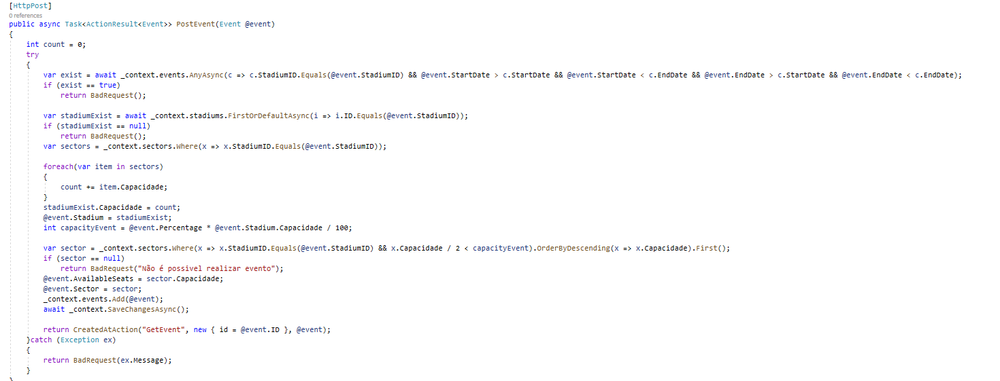 [HttpPost]
0 references
public async Task<ActionResult<Event>> PostEvent(Event @event)
{
int count = 0;
try
{
var exist = await _context.events.AnyAsync(c => c.StadiumID.Equals(@event.StadiumID) && @event.StartDate > c.StartDate && @event.StartDate < c.EndDate && @event.EndDate > c.StartDate && @event.EndDate < c.EndDate);
if (exist == true)
return BadRequest();
var stadiumExist = await _context.stadiums.FirstOrDefaultAsync(i => i.ID.Equals(@event.StadiumID));
if (stadiumExist == null)
return BadRequest();
var sectors = _context.sectors.Where(x => x.StadiumID.Equals(@event.StadiumID));
foreach(var item in sectors)
{
count += item.Capacidade;
}
stadiumExist.Capacidade = count;
@event.Stadium = stadiumExist;
int capacityEvent = @event.Percentage * @event.Stadium.Capacidade / 100;
var sector = _context.sectors.Where(x => x.StadiumID.Equals(@event.StadiumID) && x.Capacidade / 2 < capacityEvent).OrderByDescending(x => x.Capacidade).First();
if (sector == null)
return BadRequest("Não é possivel realizar evento");
@event.AvailableSeats = sector.Capacidade;
@event.Sector = sector;
_context.events.Add(@event);
await _context.SaveChangesAsync();
return CreatedAtAction("GetEvent", new { id = @event.ID }, @event);
}catch (Exception ex)
{
return BadRequest(ex.Message);
}
}